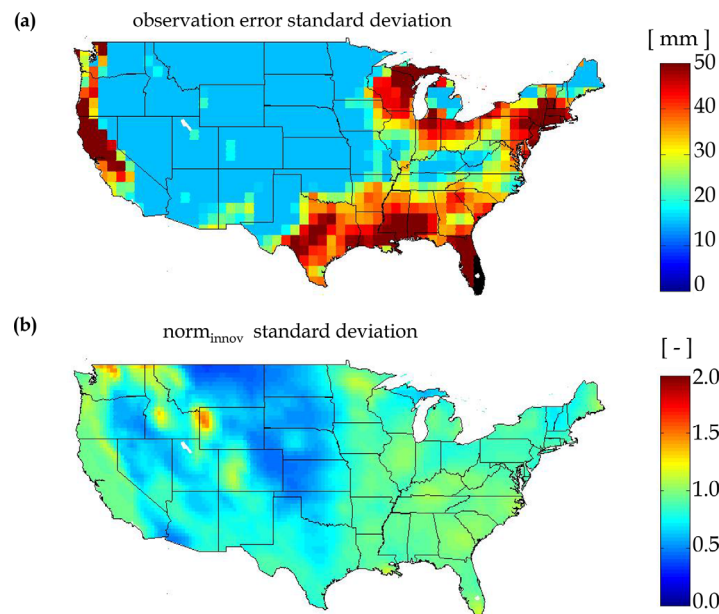 (a)
observation error standard deviation
[ mm ]
50
40
30
20
10
0
(b)
norm_innov standard deviation
[ - ]
2.0
1.5
1.0
0.5
0.0